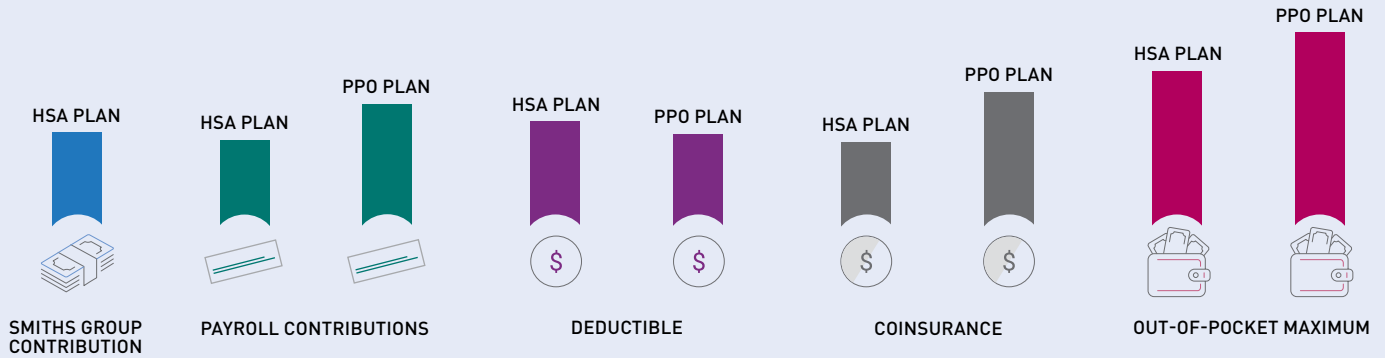 HSA PLAN
SMITHS GROUP
CONTRIBUTION
HSA PLAN
PPO PLAN
PAYROLL CONTRIBUTIONS
HSA PLAN
$
PPO PLAN
$
DEDUCTIBLE
HSA PLAN
$
PPO PLAN
$
COINSURANCE
HSA PLAN
PPO PLAN
OUT-OF-POCKET MAXIMUM